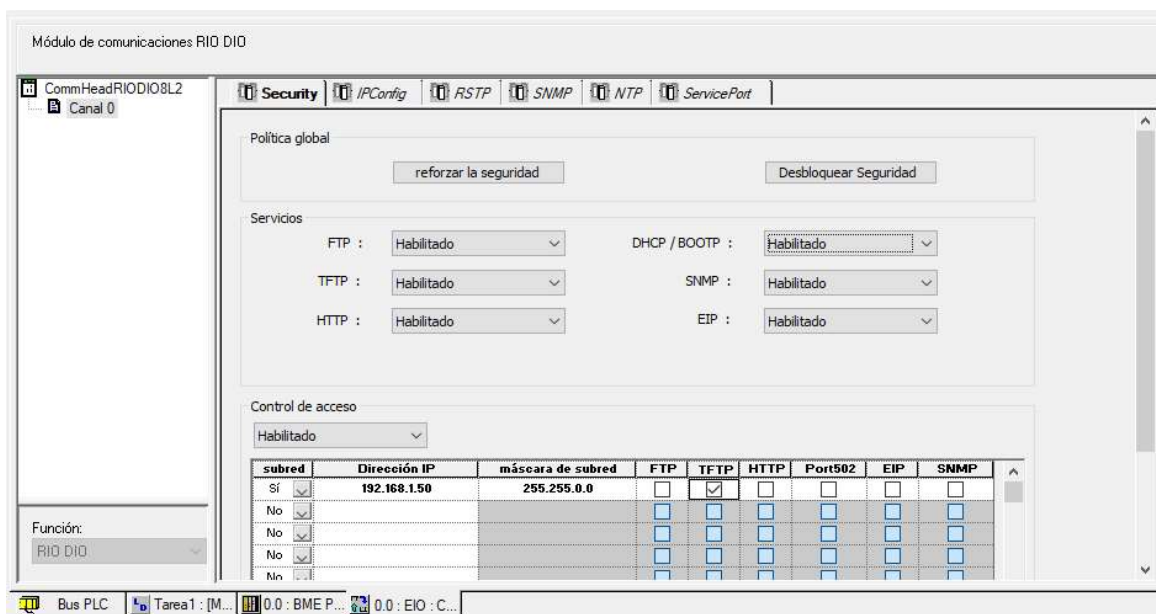 Módulo de comunicaciones RIO DIO
CommHeadRIODIO8L2
Canal 0
Security IPConfig RSTP SNMP NTP ServicePort
Política global
reforzar la seguridad Desbloquear Seguridad
Servicios
FTP : Habilitado DHCP / BOOTP : Habilitado
TFTP : Habilitado SNMP : Habilitado
HTTP : Habilitado EIP : Habilitado
Control de acceso
Habilitado
subred Dirección IP máscara de subred FTP TFTP HTTP Port502 EIP SNMP
Sí 192.168.1.50 255.255.0.0
No
No
No
No
Función:
RIO DIO
Bus PLC Tarea1 : [M... 0.0 : BME P... 0.0 : EIO : C...